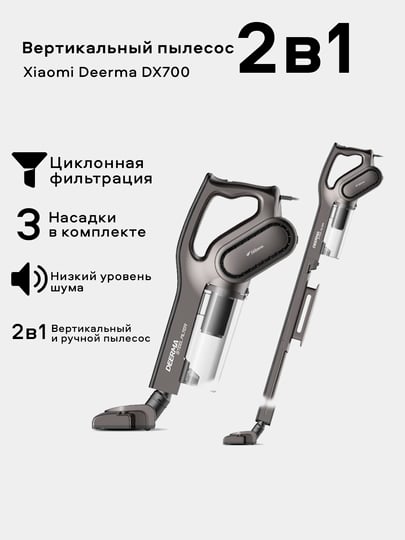 Вертикальный пылесос 2в1
Xiaomi Deerma DX700
Циклонная
фильтрация
3 Насадки
в комплекте
Низкий уровень
шума
2в1 Вертикальный
и ручной пылесос
DEERMA